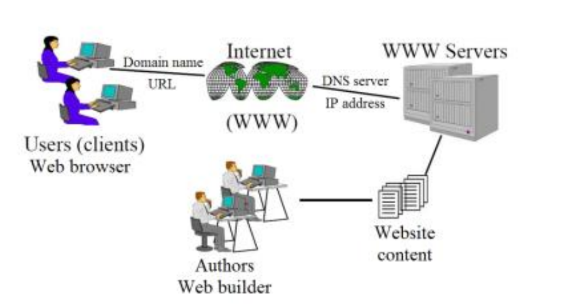 Internet
WWW Servers
Domain name
URL
DNS server
IP address
(WWW)
Users (clients)
Web browser
Website
content
Authors
Web builder